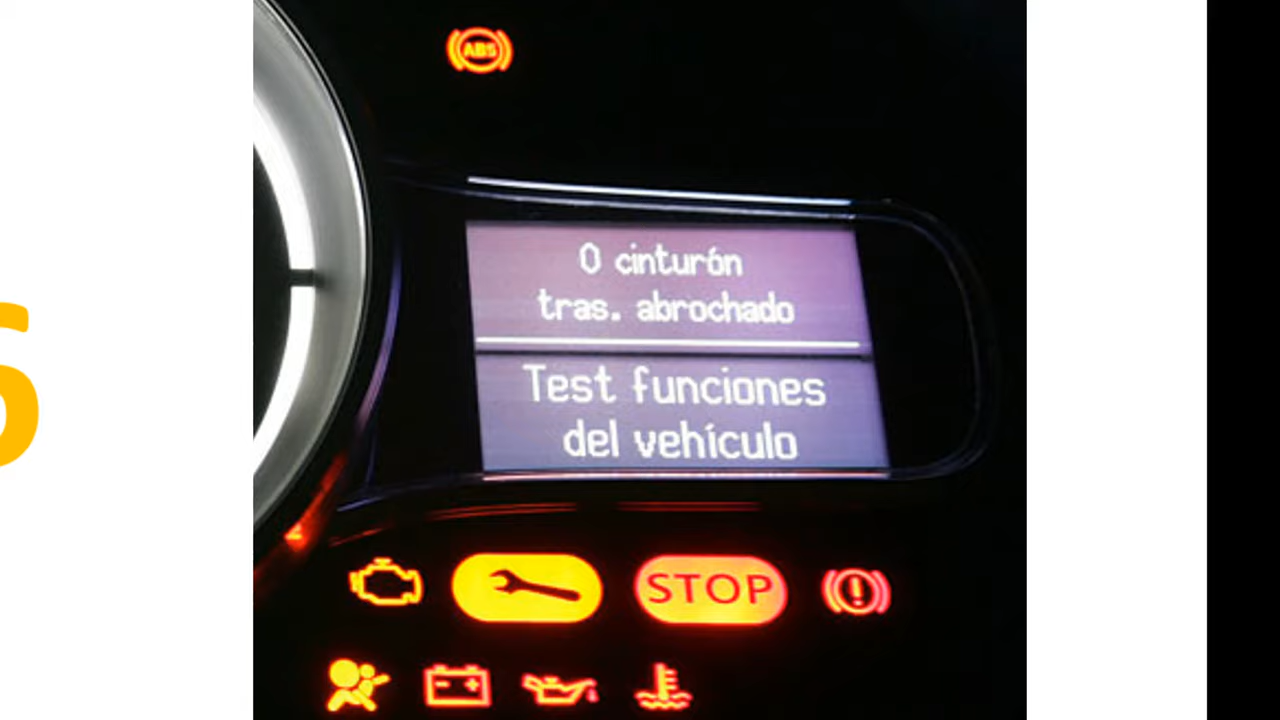 ABS
0 cinturón
tras. abrochado
Test funciones
del vehículo
STOP